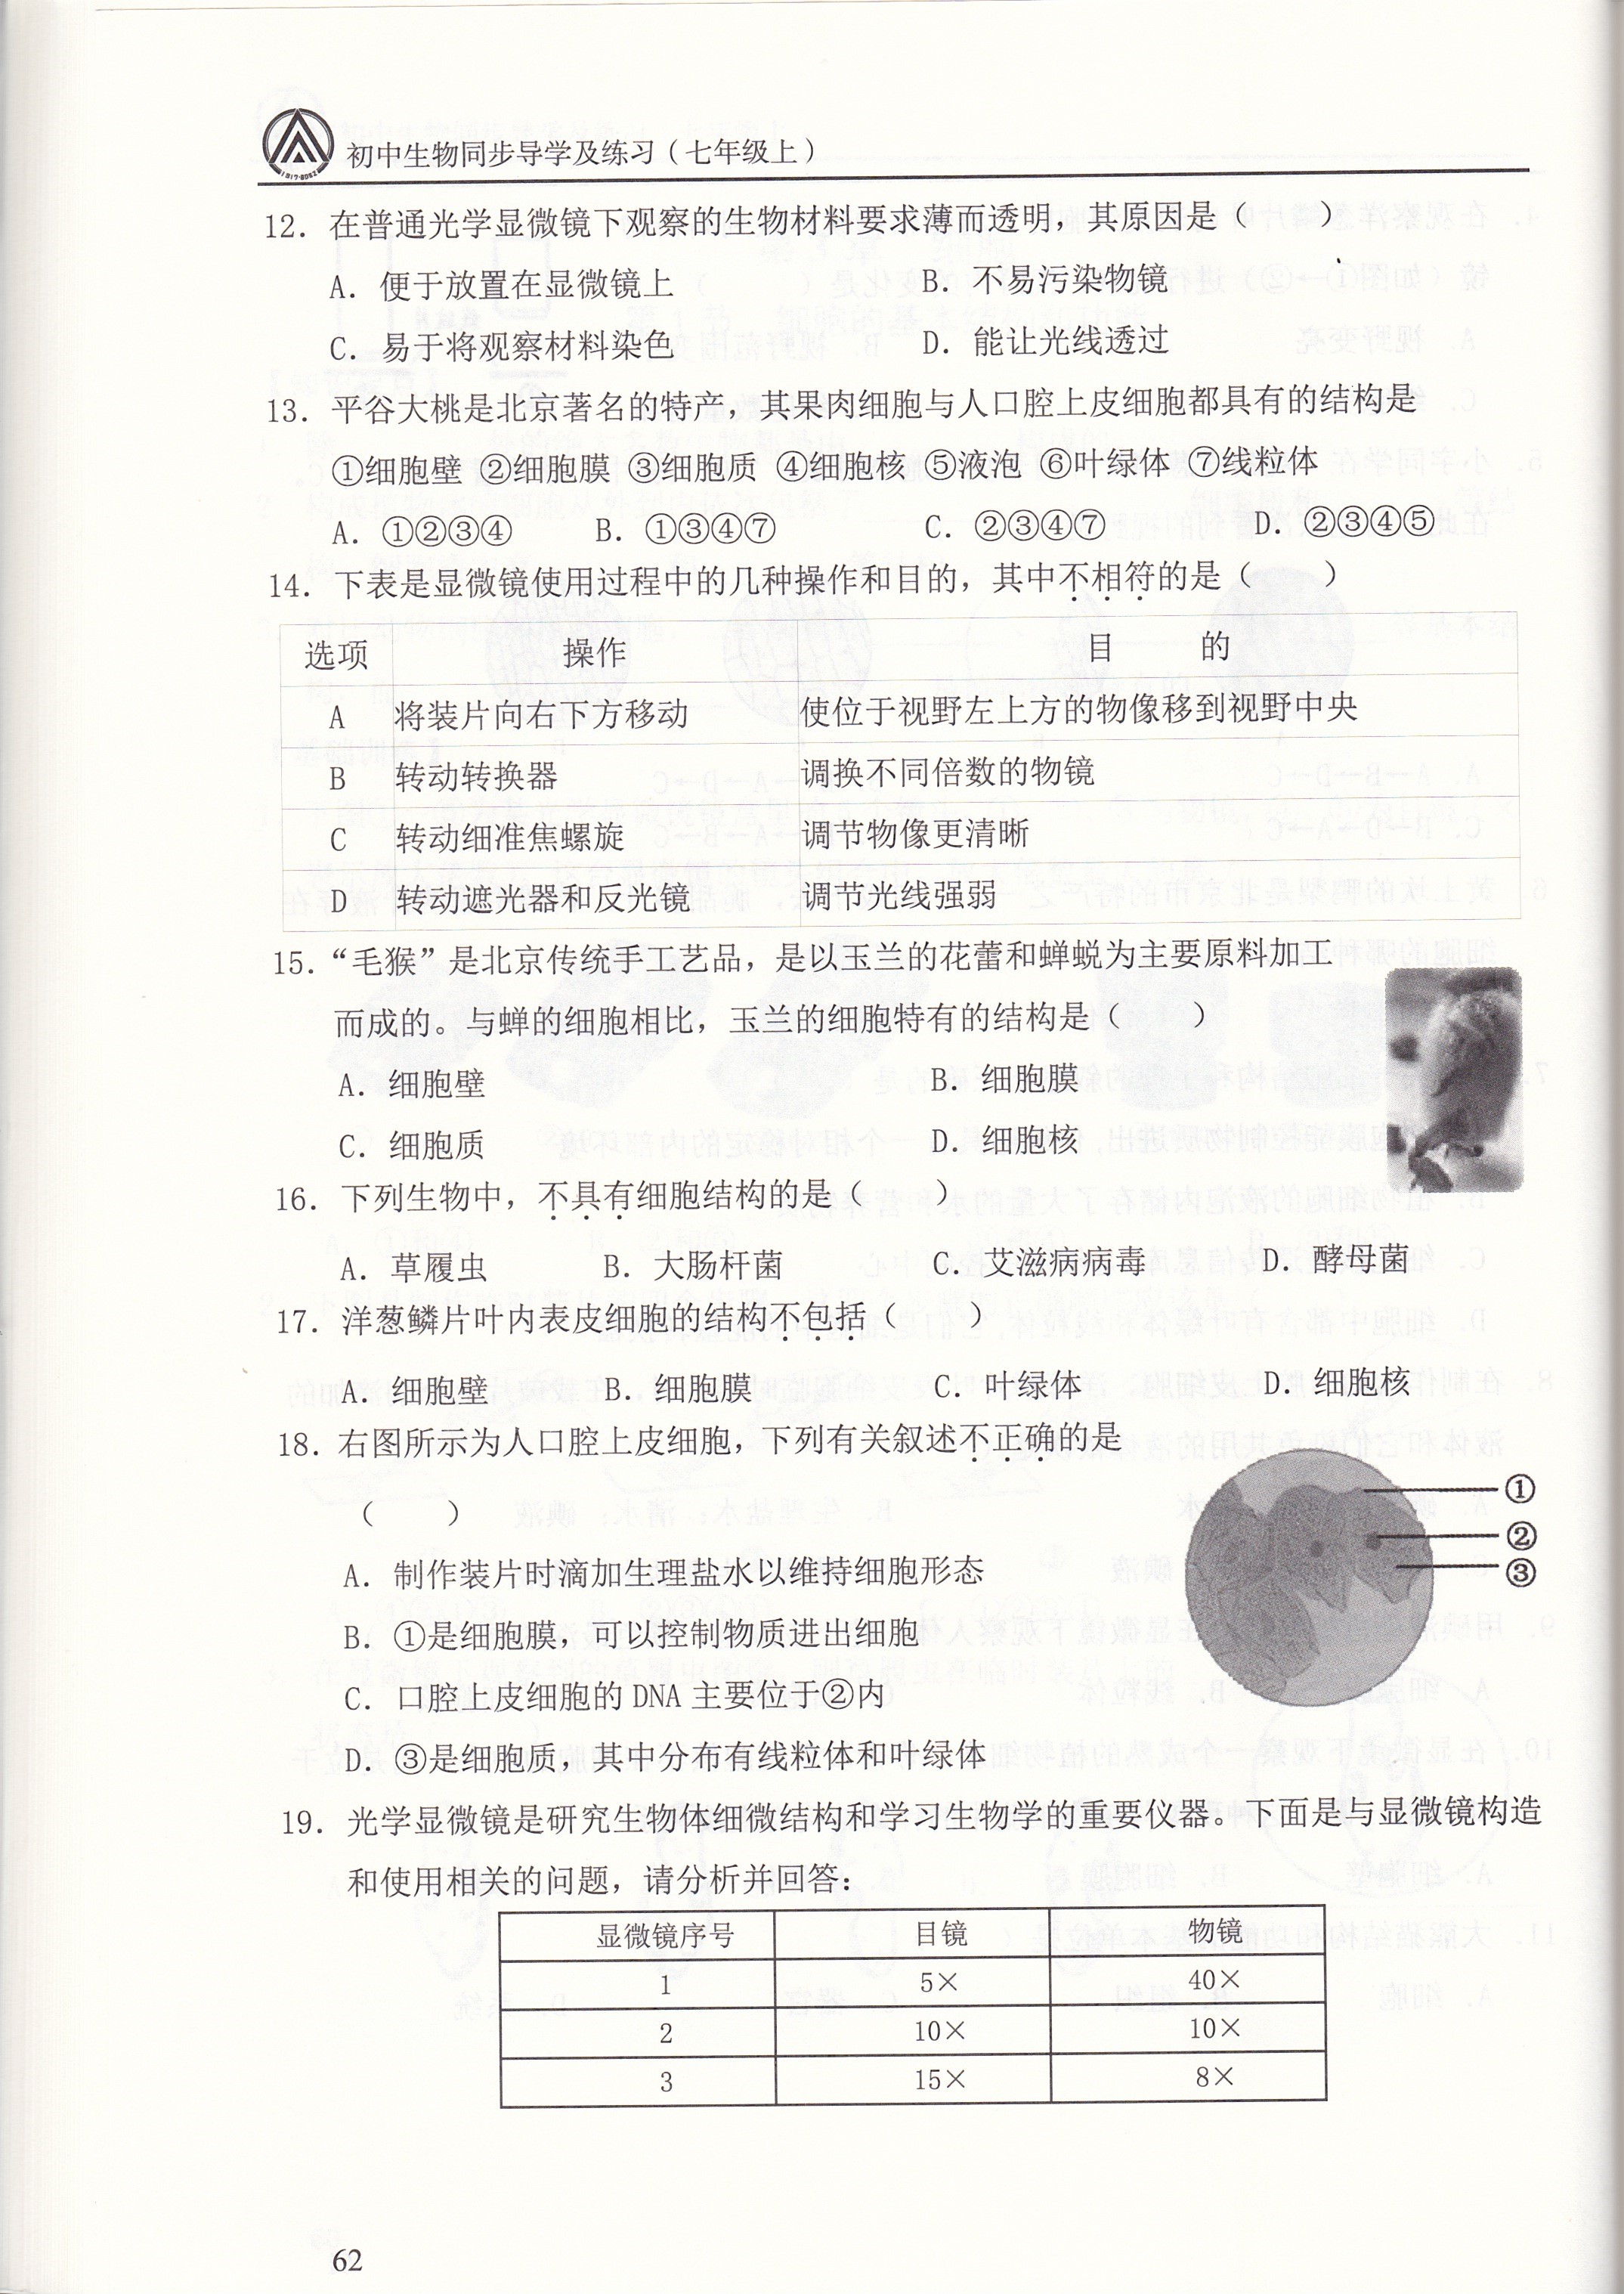 初中生物同步导学及练习（七年级上）
12. 在普通光学显微镜下观察的生物材料要求薄而透明，其原因是（　　）
A. 便于放置在显微镜上　B. 不易污染物镜
C. 易于将观察材料染色　D. 能让光线透过
13. 平谷大桃是北京著名的特产，其果肉细胞与人口腔上皮细胞都具有的结构是
①细胞壁 ②细胞膜 ③细胞质 ④细胞核 ⑤液泡 ⑥叶绿体 ⑦线粒体
A. ①②③④　B. ①③④⑦　C. ②③④⑦　D. ②③④⑤
14. 下表是显微镜使用过程中的几种操作和目的，其中不相符的是（　　）
选项　操作　目　的
A　将装片向右下方移动　使位于视野左上方的物像移到视野中央
B　转动转换器　调换不同倍数的物镜
C　转动细准焦螺旋　调节物像更清晰
D　转动遮光器和反光镜　调节光线强弱
15. “毛猴”是北京传统手工艺品，是以玉兰的花蕾和蝉蜕为主要原料加工
而成的。与蝉的细胞相比，玉兰的细胞特有的结构是（　　）
A. 细胞壁　B. 细胞膜
C. 细胞质　D. 细胞核
16. 下列生物中，不具有细胞结构的是（　　）
A. 草履虫　B. 大肠杆菌　C. 艾滋病病毒　D. 酵母菌
17. 洋葱鳞片叶内表皮细胞的结构不包括（　　）
A. 细胞壁　B. 细胞膜　C. 叶绿体　D. 细胞核
18. 右图所示为人口腔上皮细胞，下列有关叙述不正确的是
（　　）
①
②
③
A. 制作装片时滴加生理盐水以维持细胞形态
B. ①是细胞膜，可以控制物质进出细胞
C. 口腔上皮细胞的 DNA 主要位于②内
D. ③是细胞质，其中分布有线粒体和叶绿体
19. 光学显微镜是研究生物体细微结构和学习生物学的重要仪器。下面是与显微镜构造
和使用相关的问题，请分析并回答：
显微镜序号　目镜　物镜
1　5×　40×
2　10×　10×
3　15×　8×
62